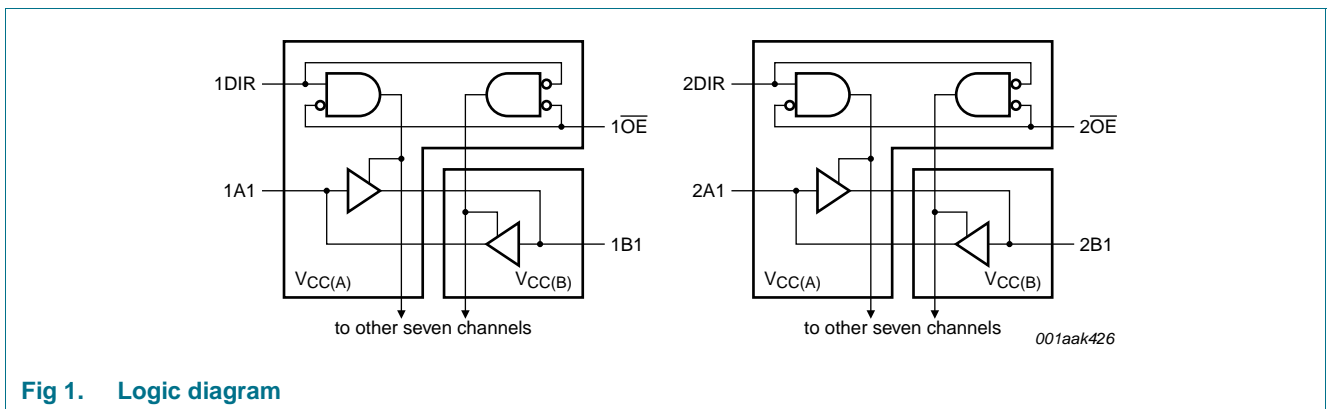 1DIR
1OE
1A1
1B1
VCC(A)
VCC(B)
to other seven channels
2DIR
2OE
2A1
2B1
VCC(A)
VCC(B)
to other seven channels
001aak426
Fig 1. Logic diagram